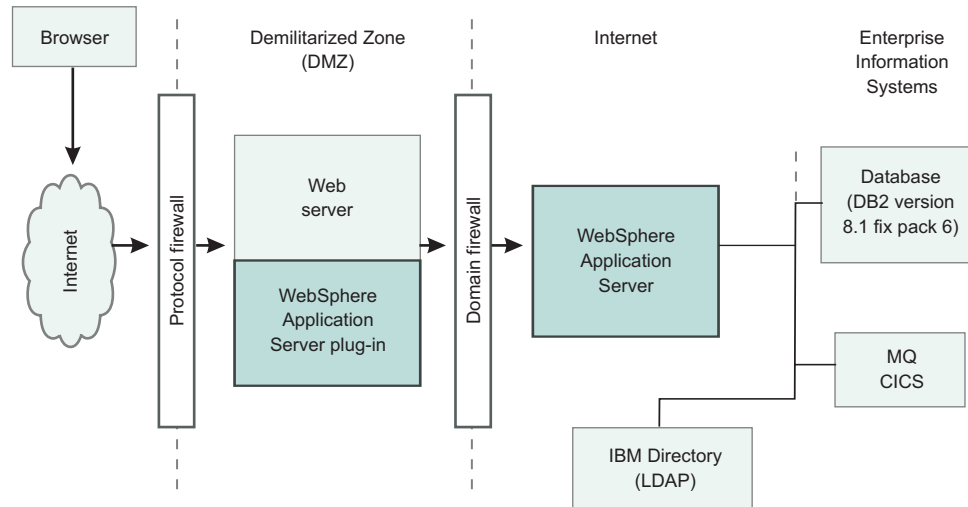 Browser
Demilitarized Zone
(DMZ)
Internet
Enterprise
Information
Systems
Internet
Protocol firewall
Web
server
WebSphere
Application
Server plug-in
Domain firewall
WebSphere
Application
Server
Database
(DB2 version
8.1 fix pack 6)
MQ
CICS
IBM Directory
(LDAP)